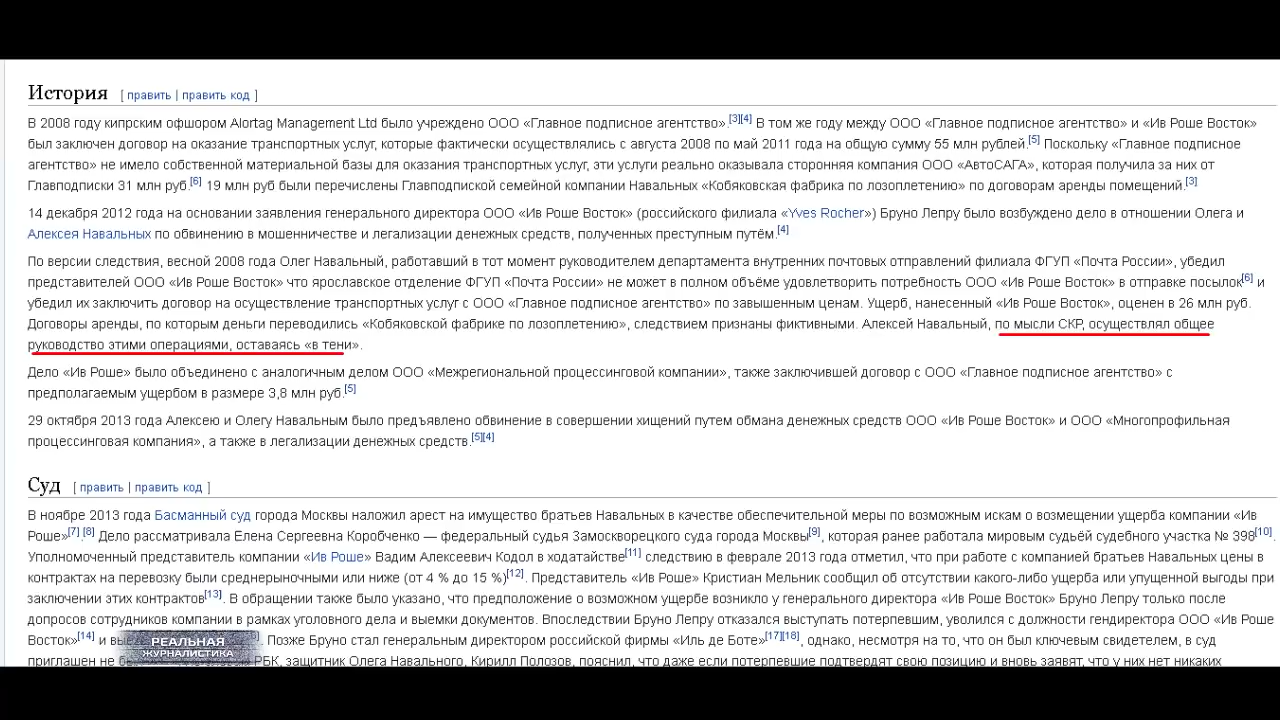 История [ править | править код ]
В 2008 году кипрским офшором Alortag Management Ltd было учреждено ООО «Главное подписное агентство».[3][4] В том же году между ООО «Главное подписное агентство» и «Ив Роше Восток»
был заключен договор на оказание транспортных услуг, которые фактически осуществлялись с августа 2008 по май 2011 года на общую сумму 55 млн рублей.[5] Поскольку «Главное подписное
агентство» не имело собственной материальной базы для оказания транспортных услуг, эти услуги реально оказывала сторонняя компания ООО «АвтоСАГА», которая получила за них от
Главподписки 31 млн руб.[6] 19 млн руб были перечислены Главподпиской семейной компании Навальных «Кобяковская фабрика по лозоплетению» по договорам аренды помещений.[3]
14 декабря 2012 года на основании заявления генерального директора ООО «Ив Роше Восток» (российского филиала «Yves Rocher») Бруно Лепру было возбуждено дело в отношении Олега и
Алексея Навальных по обвинению в мошенничестве и легализации денежных средств, полученных преступным путём.[4]
По версии следствия, весной 2008 года Олег Навальный, работавший в тот момент руководителем департамента внутренних почтовых отправлений филиала ФГУП «Почта России», убедил
представителей ООО «Ив Роше Восток» что ярославское отделение ФГУП «Почта России» не может в полном объёме удовлетворить потребность ООО «Ив Роше Восток» в отправке посылок[6] и
убедил их заключить договор на осуществление транспортных услуг с ООО «Главное подписное агентство» по завышенным ценам. Ущерб, нанесенный «Ив Роше Восток», оценен в 26 млн руб.
Договоры аренды, по которым деньги переводились «Кобяковской фабрике по лозоплетению», следствием признаны фиктивными. Алексей Навальный, по мысли СКР, осуществлял общее
руководство этими операциями, оставаясь «в тени».
Дело «Ив Роше» было объединено с аналогичным делом ООО «Межрегиональной процессинговой компании», также заключившей договор с ООО «Главное подписное агентство» с
предполагаемым ущербом в размере 3,8 млн руб.[5]
29 октября 2013 года Алексею и Олегу Навальным было предъявлено обвинение в совершении хищений путем обмана денежных средств ООО «Ив Роше Восток» и ООО «Многопрофильная
процессинговая компания», а также в легализации денежных средств.[5][4]
Суд [ править | править код ]
В ноябре 2013 года Басманный суд города Москвы наложил арест на имущество братьев Навальных в качестве обеспечительной меры по возможным искам о возмещении ущерба компании «Ив
Роше»[7].[8] Дело рассматривала Елена Сергеевна Коробченко — федеральный судья Замоскворецкого суда города Москвы[9], которая ранее работала мировым судьёй судебного участка № 398[10].
Уполномоченный представитель компании «Ив Роше» Вадим Алексеевич Кодол в ходатайстве[11] следствию в феврале 2013 года отметил, что при работе с компанией братьев Навальных цены в
контрактах на перевозку были среднерыночными или ниже (от 4 % до 15 %)[12]. Представитель «Ив Роше» Кристиан Мельник сообщил об отсутствии какого-либо ущерба или упущенной выгоды при
заключении этих контрактов[13]. В обращении также было указано, что предположение о возможном ущербе возникло у генерального директора «Ив Роше Восток» Бруно Лепру только после
допросов сотрудников компании в рамках уголовного дела и выемки документов. Впоследствии Бруно Лепру отказался выступать потерпевшим, уволился с должности гендиректора ООО «Ив Роше
Восток»[14] и Позже Бруно стал генеральным директором российской фирмы «Иль де Боте»[17][18], однако, несмотря на то, что он был ключевым свидетелем, в суд
приглашен не РБК, защитник Олега Навального, Кирилл Полозов, пояснил, что даже если потерпевшие подтвердят свою позицию и вновь заявят, что у них нет никаких
РЕАЛЬНАЯ
ЖУРНАЛИСТИКА